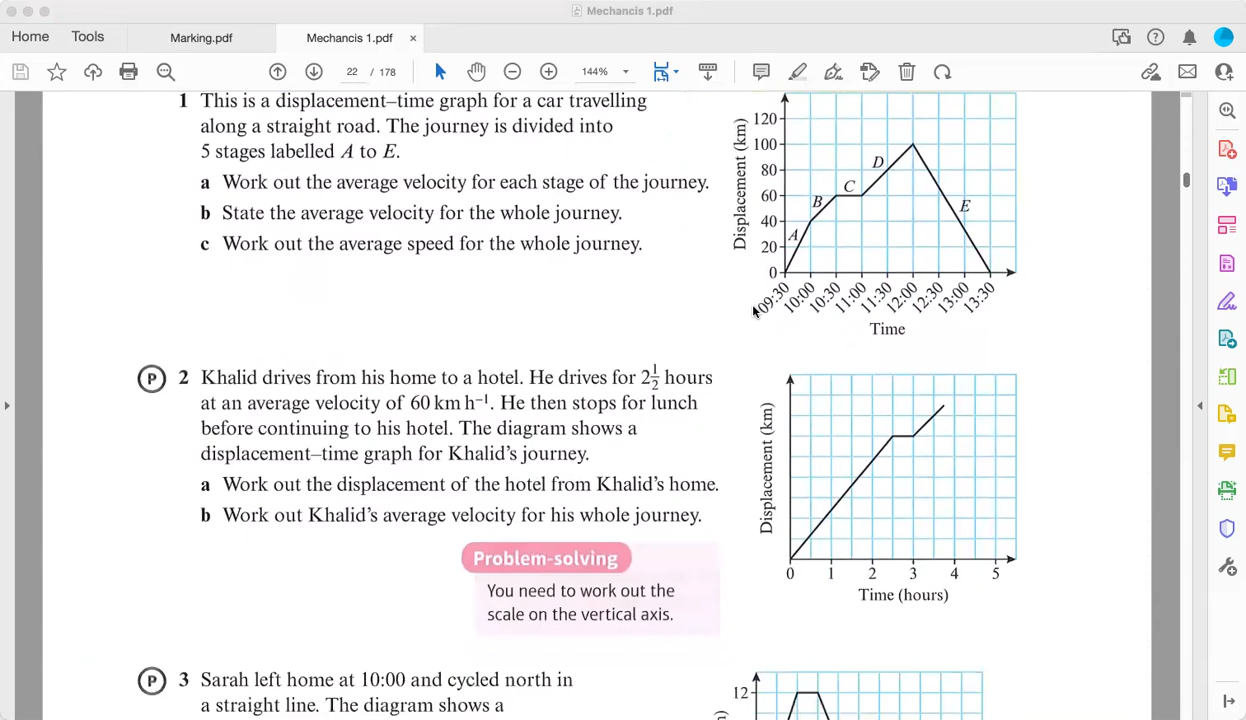 Mechancis 1.pdf
Home Tools Marking.pdf Mechancis 1.pdf ×
22 / 178 144%
1 This is a displacement–time graph for a car travelling
along a straight road. The journey is divided into
5 stages labelled A to E.
a Work out the average velocity for each stage of the journey.
b State the average velocity for the whole journey.
c Work out the average speed for the whole journey.
Displacement (km)
120
100
80
60
40
20
0
A
B
C
D
E
09:30 10:00 10:30 11:00 11:30 12:00 12:30 13:00 13:30
Time
P 2 Khalid drives from his home to a hotel. He drives for 2 1/2 hours
at an average velocity of 60 km h⁻¹. He then stops for lunch
before continuing to his hotel. The diagram shows a
displacement–time graph for Khalid's journey.
a Work out the displacement of the hotel from Khalid's home.
b Work out Khalid's average velocity for his whole journey.
Problem-solving
You need to work out the
scale on the vertical axis.
Displacement (km)
0 1 2 3 4 5
Time (hours)
P 3 Sarah left home at 10:00 and cycled north in
a straight line. The diagram shows a
12